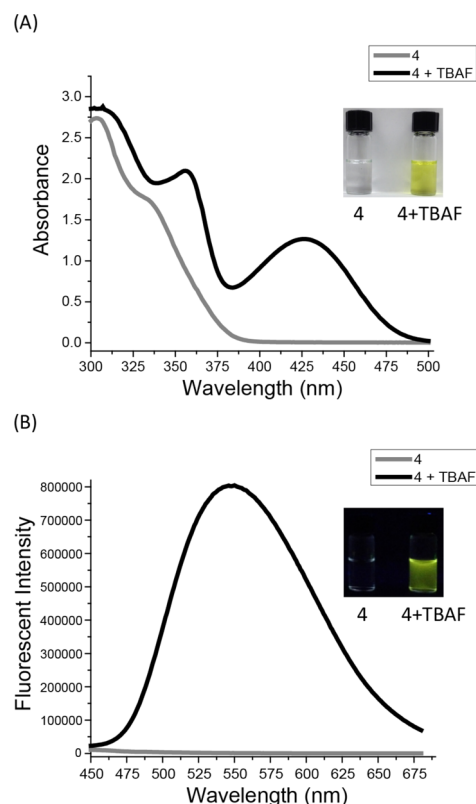 (A)
4
4 + TBAF
3.0
2.5
2.0
1.5
1.0
0.5
0.0
Absorbance
300 325 350 375 400 425 450 475 500
Wavelength (nm)
4 4+TBAF
(B)
4
4 + TBAF
800000
700000
600000
500000
400000
300000
200000
100000
0
Fluorescent Intensity
450 475 500 525 550 575 600 625 650 675
Wavelength (nm)
4 4+TBAF